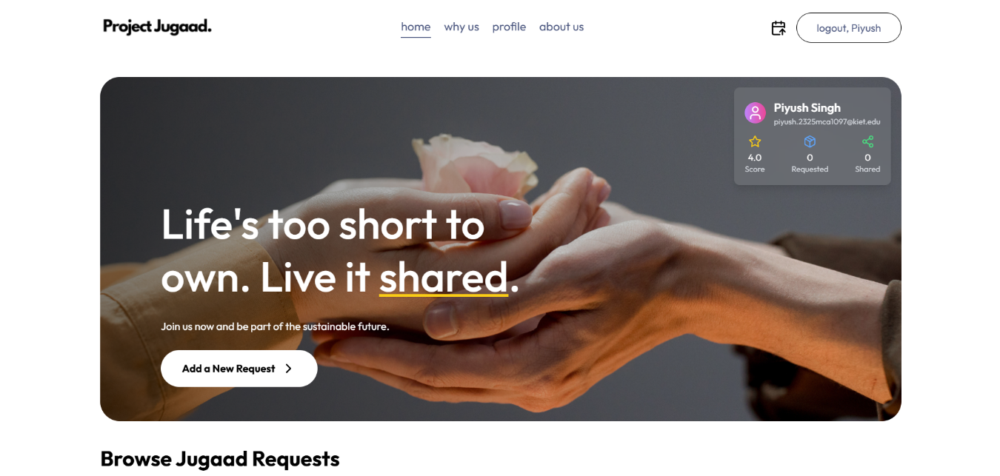 Project Jugaad.
home why us profile about us
logout, Piyush
Piyush Singh
piyush.2325mca1097@kiet.edu
4.0 0 0
Score Requested Shared
Life's too short to
own. Live it shared.
Join us now and be part of the sustainable future.
Add a New Request
Browse Jugaad Requests